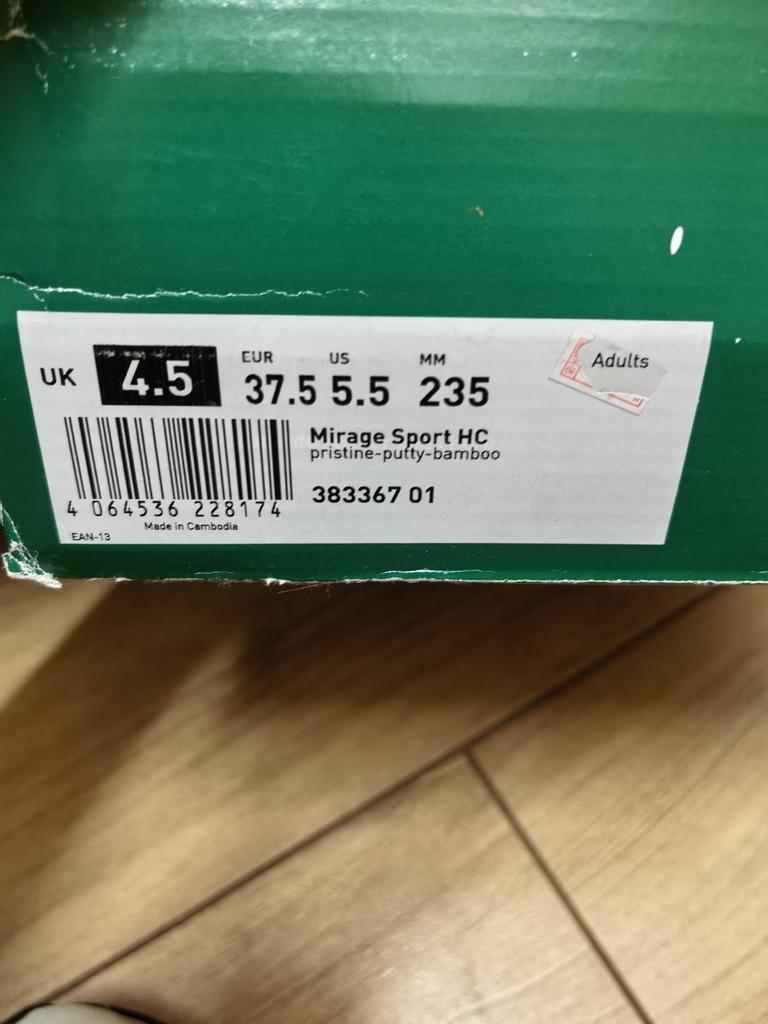 UK 4.5
EUR 37.5
US 5.5
MM 235
Adults
Mirage Sport HC
pristine-putty-bamboo
383367 01
4 064536 228174
Made in Cambodia
EAN-13